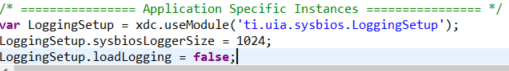 /* ================ Application Specific Instances ================ */
var LoggingSetup = xdc.useModule('ti.uia.sysbios.LoggingSetup');
LoggingSetup.sysbiosLoggerSize = 1024;
LoggingSetup.loadLogging = false;